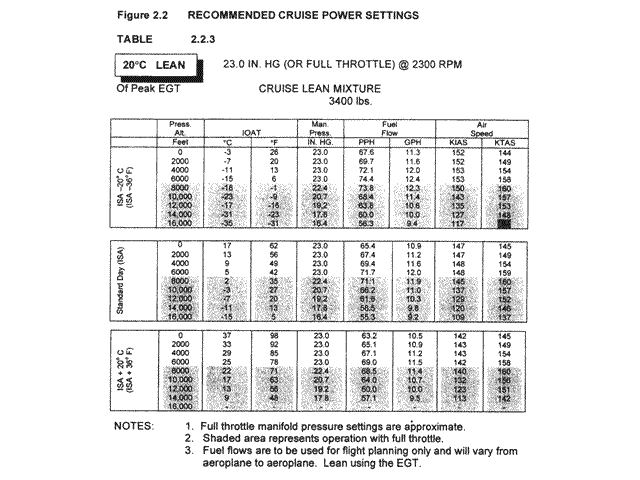 Figure 2.2 RECOMMENDED CRUISE POWER SETTINGS
TABLE 2.2.3
20°C LEAN 23.0 IN. HG (OR FULL THROTTLE) @ 2300 RPM
Of Peak EGT CRUISE LEAN MIXTURE
3400 lbs.
Press. Man. Fuel Air
Alt. IOAT Press. Flow Speed
Feet °C °F IN. HG. PPH GPH KIAS KTAS
ISA -20° C
(ISA -36° F)
0 -3 26 23.0 67.6 11.3 152 144
2000 -7 20 23.0 69.7 11.6 152 149
4000 -11 13 23.0 72.1 12.0 153 154
6000 -15 6 23.0 74.4 12.4 153 158
8000 -18 -1 22.4 73.8 12.3 150 160
10,000 -23 -9 20.7 68.4 11.4 143 157
12,000 -17 -16 19.2 63.8 10.6 135 153
14,000 -31 -23 17.8 60.0 10.0 127 148
16,000 -35 -31 16.4 56.3 9.4 117
Standard Day (ISA)
0 17 62 23.0 65.4 10.9 147 145
2000 13 56 23.0 67.4 11.2 147 149
4000 9 49 23.0 69.4 11.6 148 154
6000 5 42 23.0 71.7 12.0 148 159
8000 2 35 22.4 71.1 11.9 145 160
10,000 -3 27 20.7 66.2 11.0 137 157
12,000 -7 20 19.2 61.6 10.3 129 152
14,000 -11 13 17.8 58.5 9.8 120 146
16,000 -15 5 16.4 55.3 9.2 109 137
ISA + 20° C
(ISA + 36° F)
0 37 98 23.0 63.2 10.5 142 145
2000 33 92 23.0 65.1 10.9 143 149
4000 29 85 23.0 67.1 11.2 143 154
6000 25 78 23.0 69.0 11.5 142 158
8000 22 71 22.4 68.5 11.4 140 160
10,000 17 63 20.7 64.0 10.7 132 156
12,000 13 56 19.2 60.0 10.0 123 151
14,000 9 48 17.8 57.1 9.5 113 142
16,000 - - - - - - -
NOTES: 1. Full throttle manifold pressure settings are approximate.
2. Shaded area represents operation with full throttle.
3. Fuel flows are to be used for flight planning only and will vary from
aeroplane to aeroplane. Lean using the EGT.